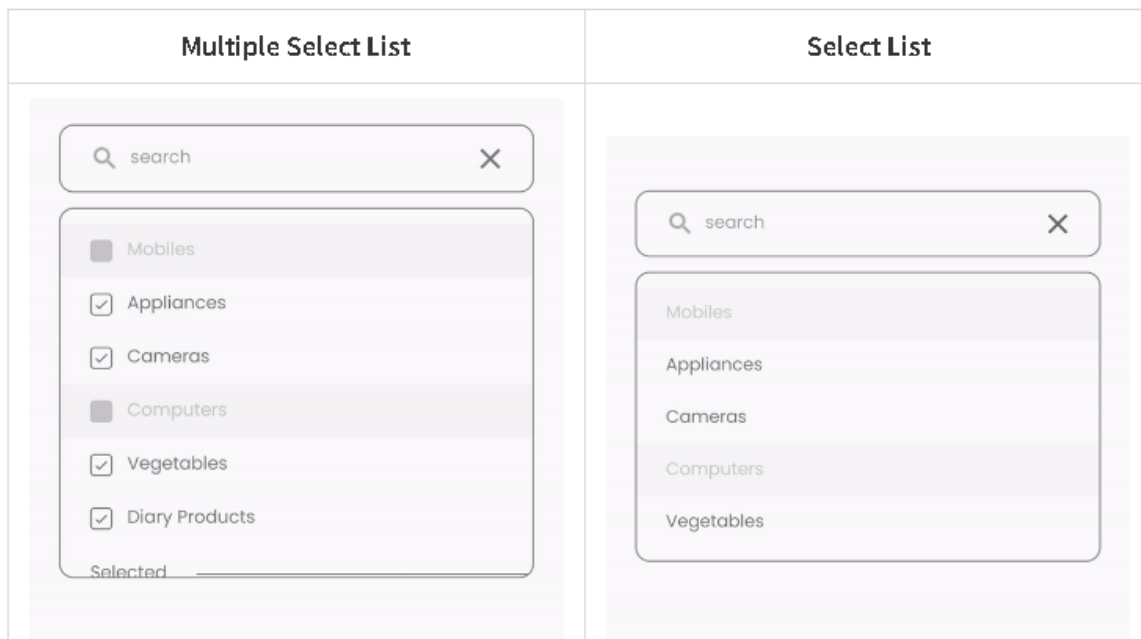 Multiple Select List
Select List
search
Mobiles
Appliances
Cameras
Computers
Vegetables
Diary Products
Selected
search
Mobiles
Appliances
Cameras
Computers
Vegetables